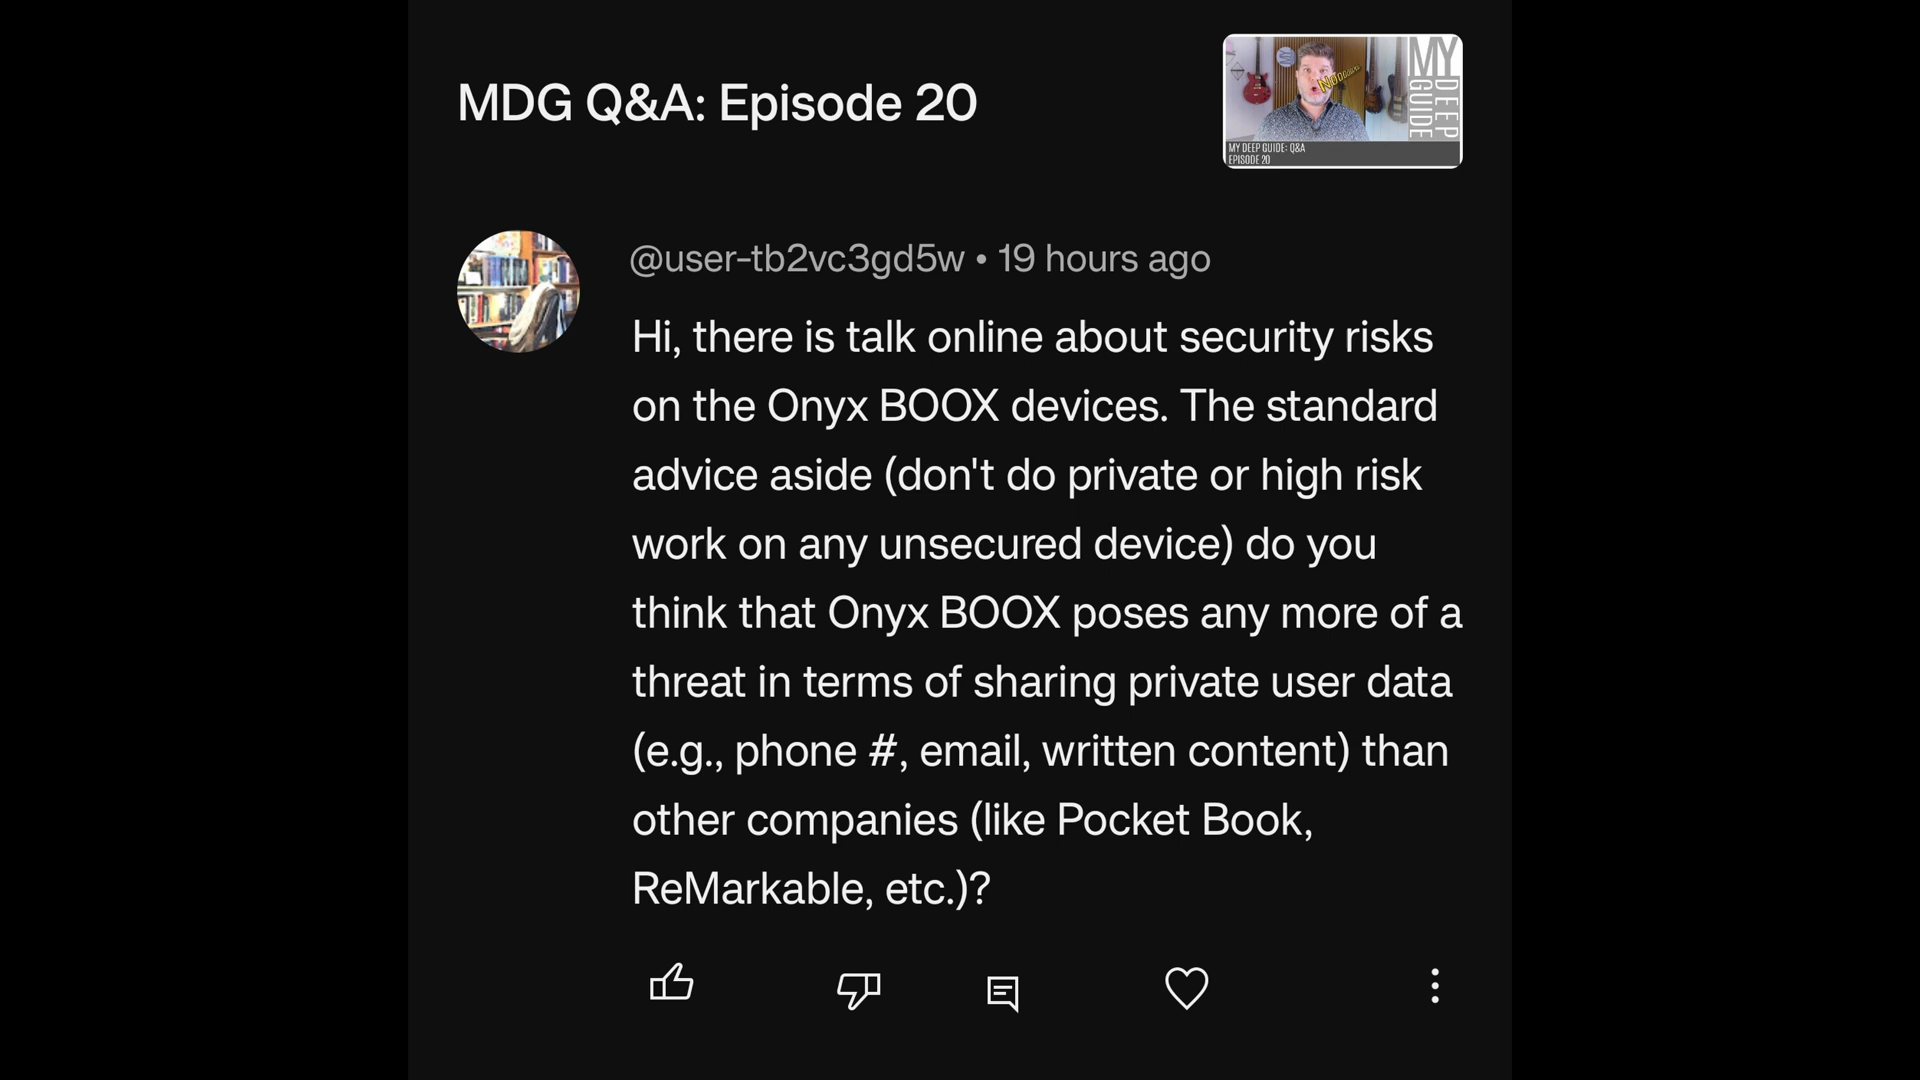 MDG Q&A: Episode 20
MY
DEEP
GUIDE
MY DEEP GUIDE: Q&A
EPISODE 20
@user-tb2vc3gd5w • 19 hours ago
Hi, there is talk online about security risks
on the Onyx BOOX devices. The standard
advice aside (don't do private or high risk
work on any unsecured device) do you
think that Onyx BOOX poses any more of a
threat in terms of sharing private user data
(e.g., phone #, email, written content) than
other companies (like Pocket Book,
ReMarkable, etc.)?